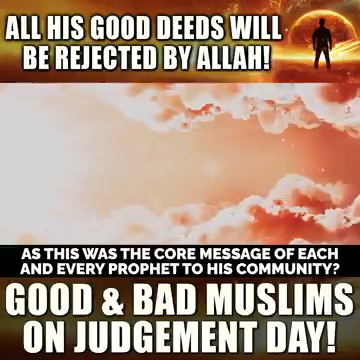 ALL HIS GOOD DEEDS WILL
BE REJECTED BY ALLAH!
AS THIS WAS THE CORE MESSAGE OF EACH
AND EVERY PROPHET TO HIS COMMUNITY?
GOOD & BAD MUSLIMS
ON JUDGEMENT DAY!